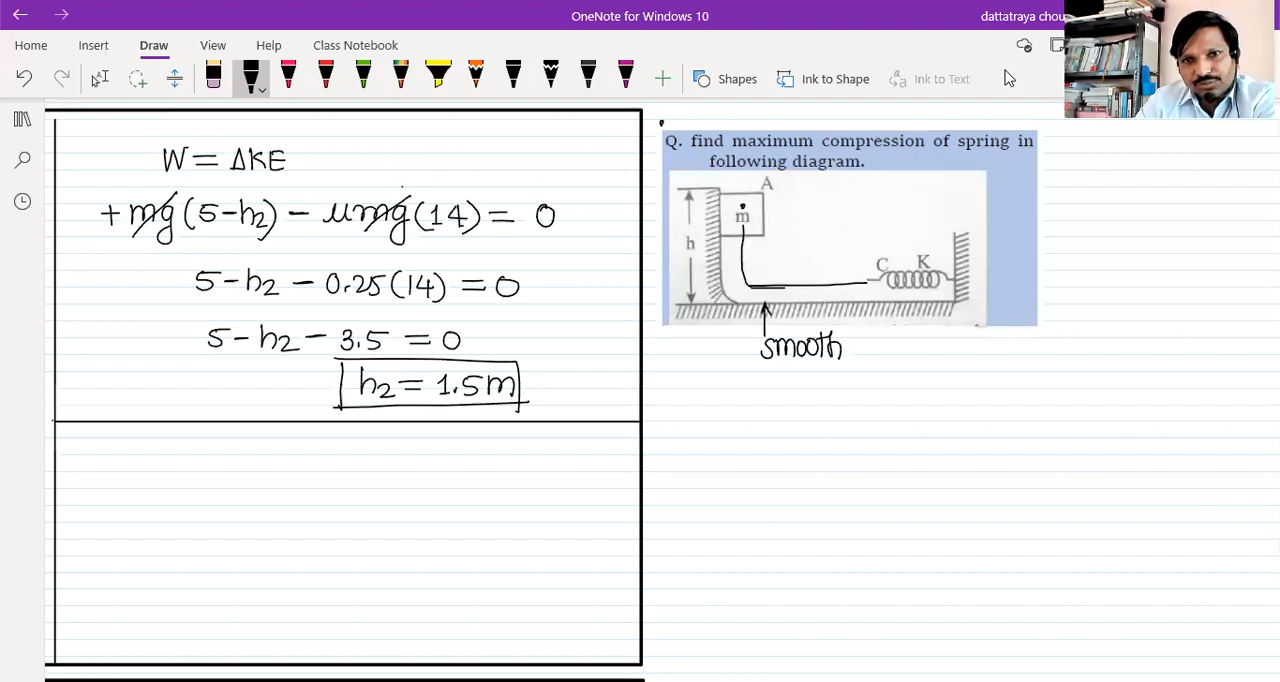 OneNote for Windows 10
dattatraya chou
Home Insert Draw View Help Class Notebook
Shapes Ink to Shape Ink to Text
W = ΔKE
+ mg (5-h₂) - μmg (14) = 0
5-h₂ - 0.25(14) = 0
5-h₂ - 3.5 = 0
h₂ = 1.5m
Q. find maximum compression of spring in
following diagram.
A
m
h
C K
smooth